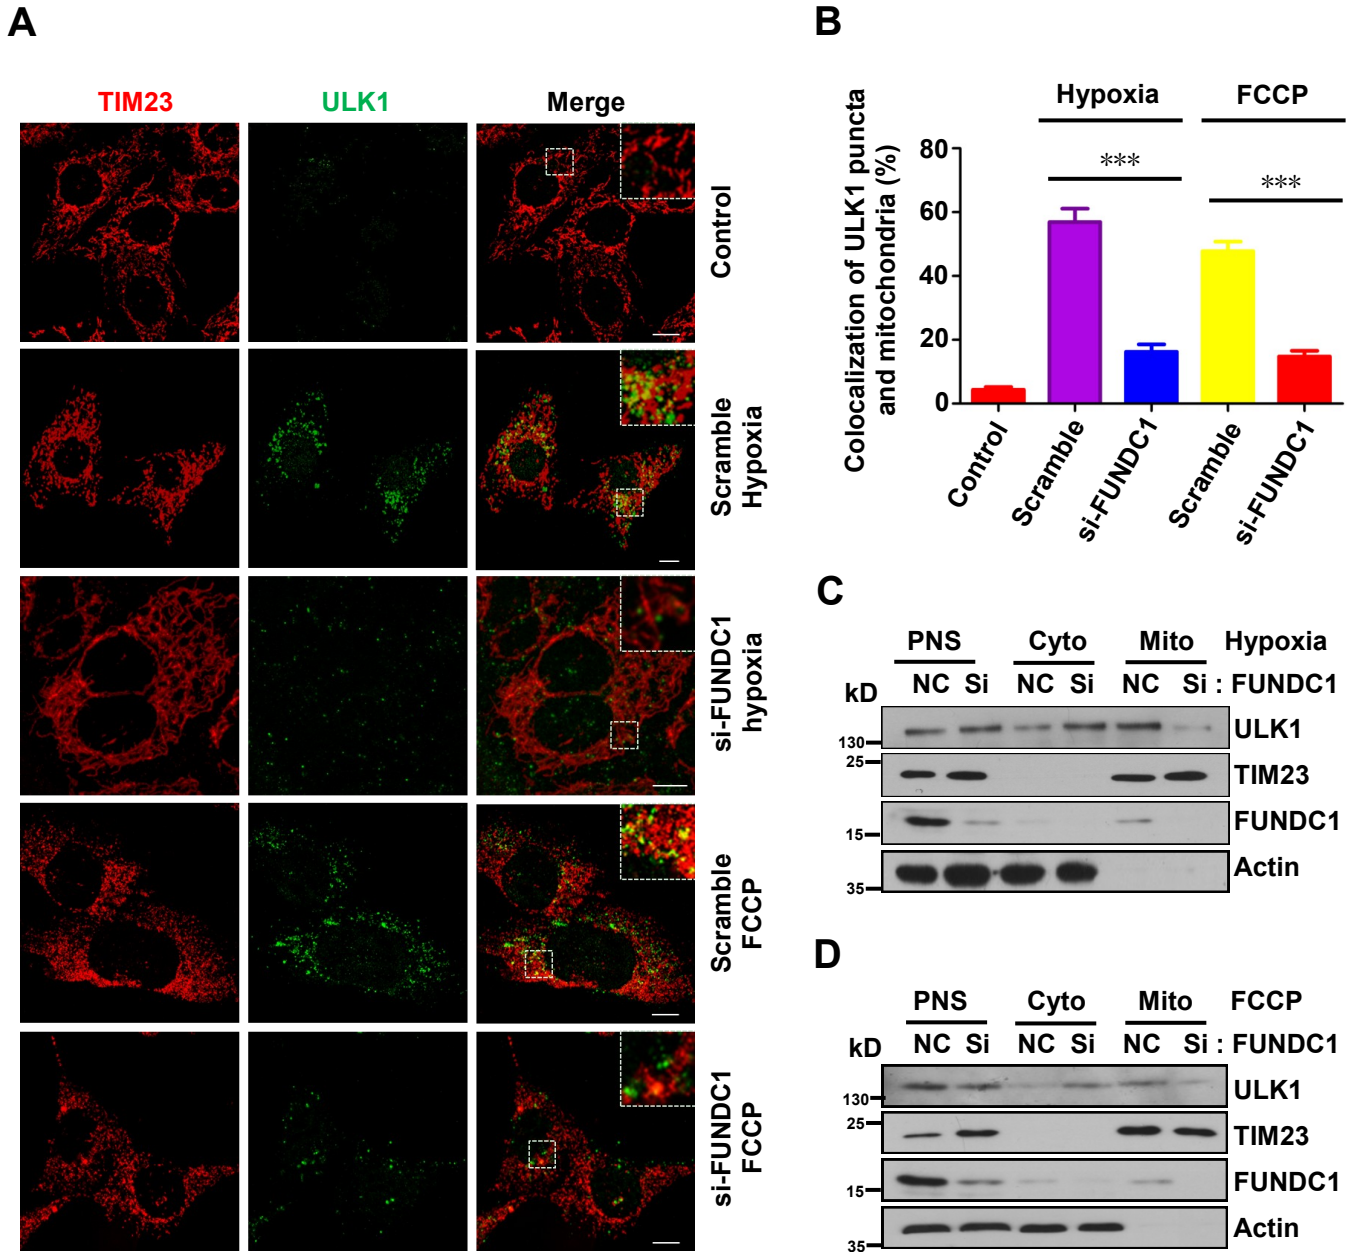 A
TIM23 ULK1 Merge
Control
Scramble
Hypoxia
si-FUNDC1
hypoxia
Scramble
FCCP
si-FUNDC1
FCCP
B
Hypoxia FCCP
Colocalization of ULK1 puncta
and mitochondria (%)
80
60
40
20
0
*** ***
Control Scramble si-FUNDC1 Scramble si-FUNDC1
C
PNS Cyto Mito Hypoxia
kD NC Si NC Si NC Si : FUNDC1
130 ULK1
25 TIM23
15 FUNDC1
35 Actin
D
PNS Cyto Mito FCCP
kD NC Si NC Si NC Si : FUNDC1
130 ULK1
25 TIM23
15 FUNDC1
35 Actin